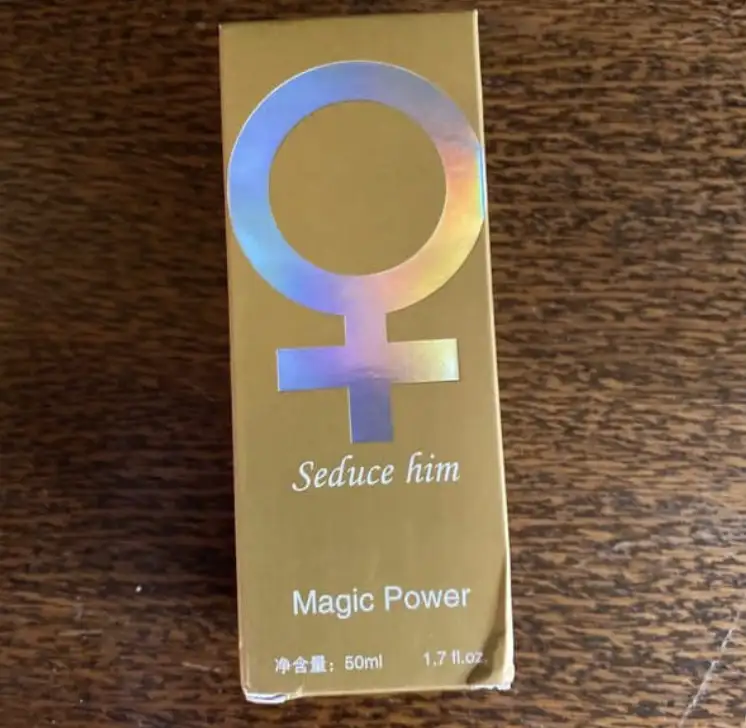 Seduce him
Magic Power
净含量：50ml 1.7 fl.oz.